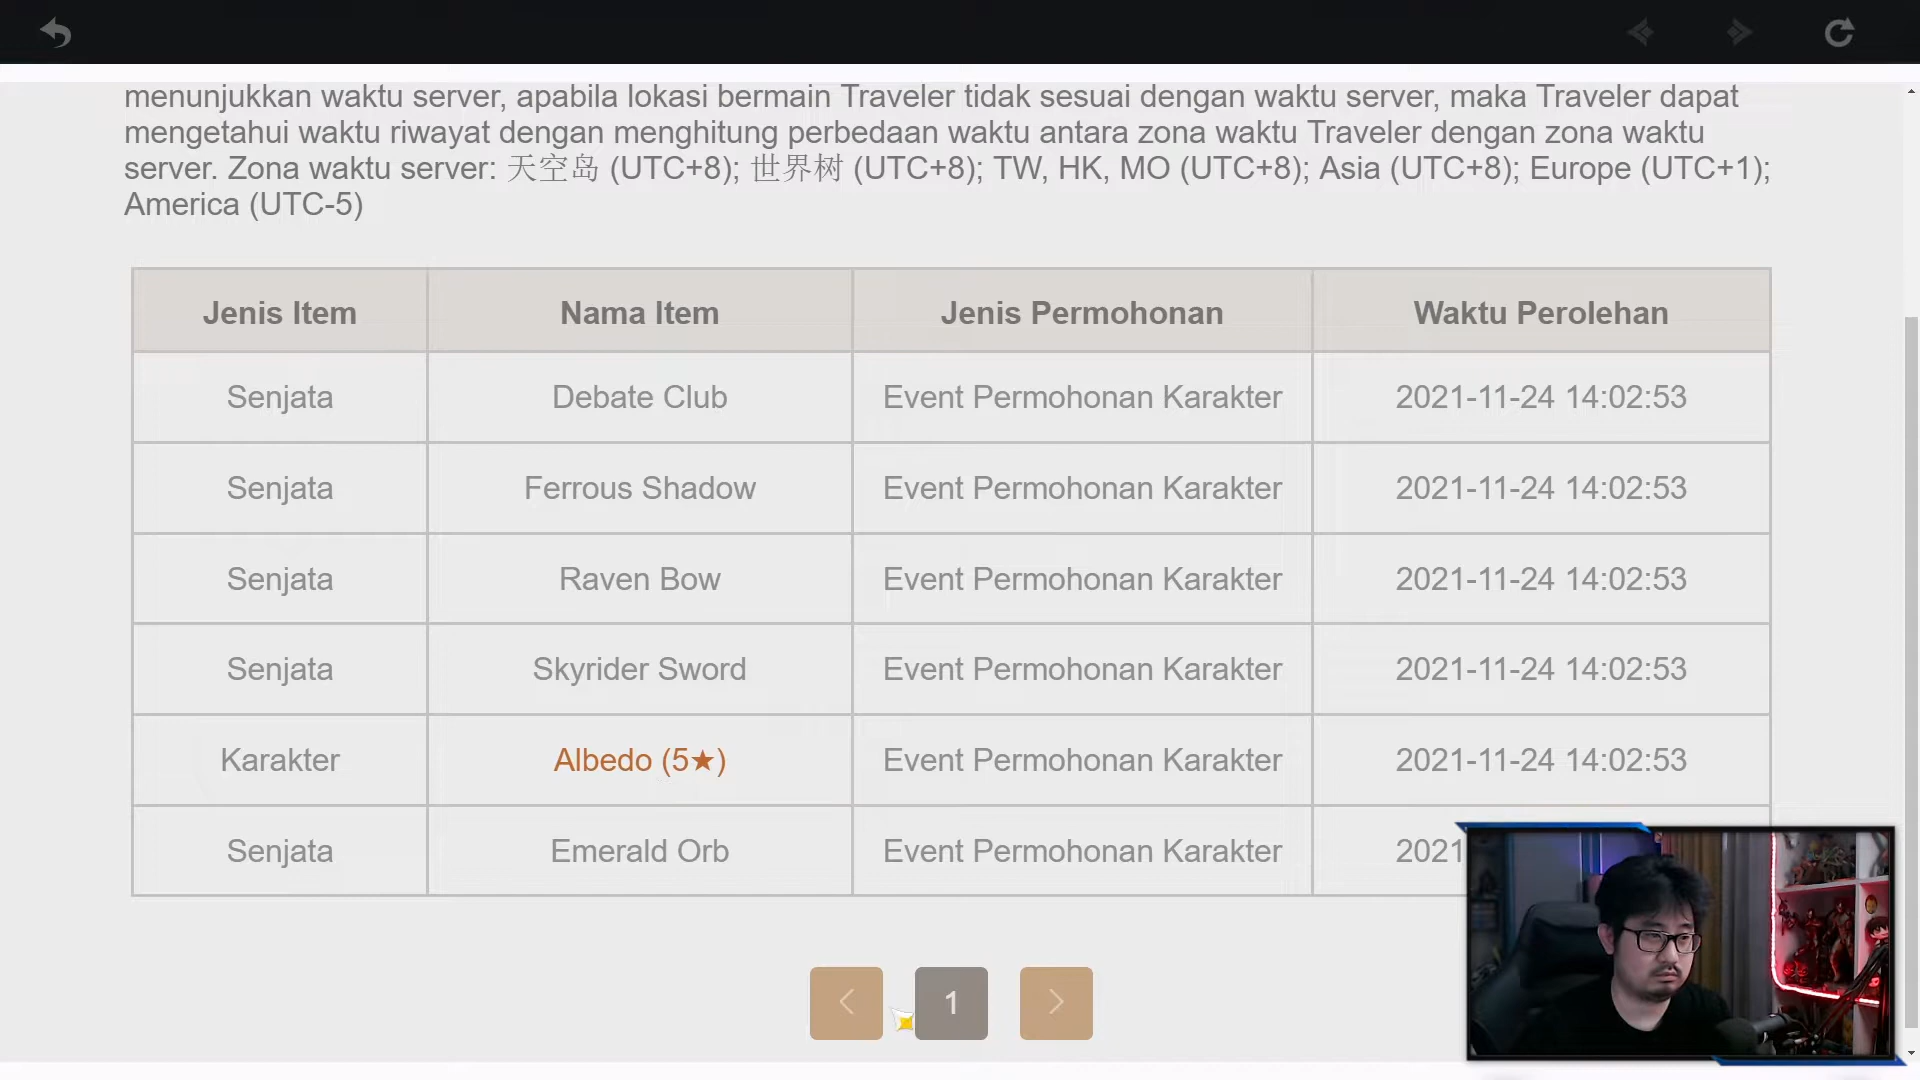 menunjukkan waktu server, apabila lokasi bermain Traveler tidak sesuai dengan waktu server, maka Traveler dapat
mengetahui waktu riwayat dengan menghitung perbedaan waktu antara zona waktu Traveler dengan zona waktu
server. Zona waktu server: 天空岛 (UTC+8); 世界树 (UTC+8); TW, HK, MO (UTC+8); Asia (UTC+8); Europe (UTC+1);
America (UTC-5)
Jenis Item Nama Item Jenis Permohonan Waktu Perolehan
Senjata Debate Club Event Permohonan Karakter 2021-11-24 14:02:53
Senjata Ferrous Shadow Event Permohonan Karakter 2021-11-24 14:02:53
Senjata Raven Bow Event Permohonan Karakter 2021-11-24 14:02:53
Senjata Skyrider Sword Event Permohonan Karakter 2021-11-24 14:02:53
Karakter Albedo (5★) Event Permohonan Karakter 2021-11-24 14:02:53
Senjata Emerald Orb Event Permohonan Karakter 2021
1